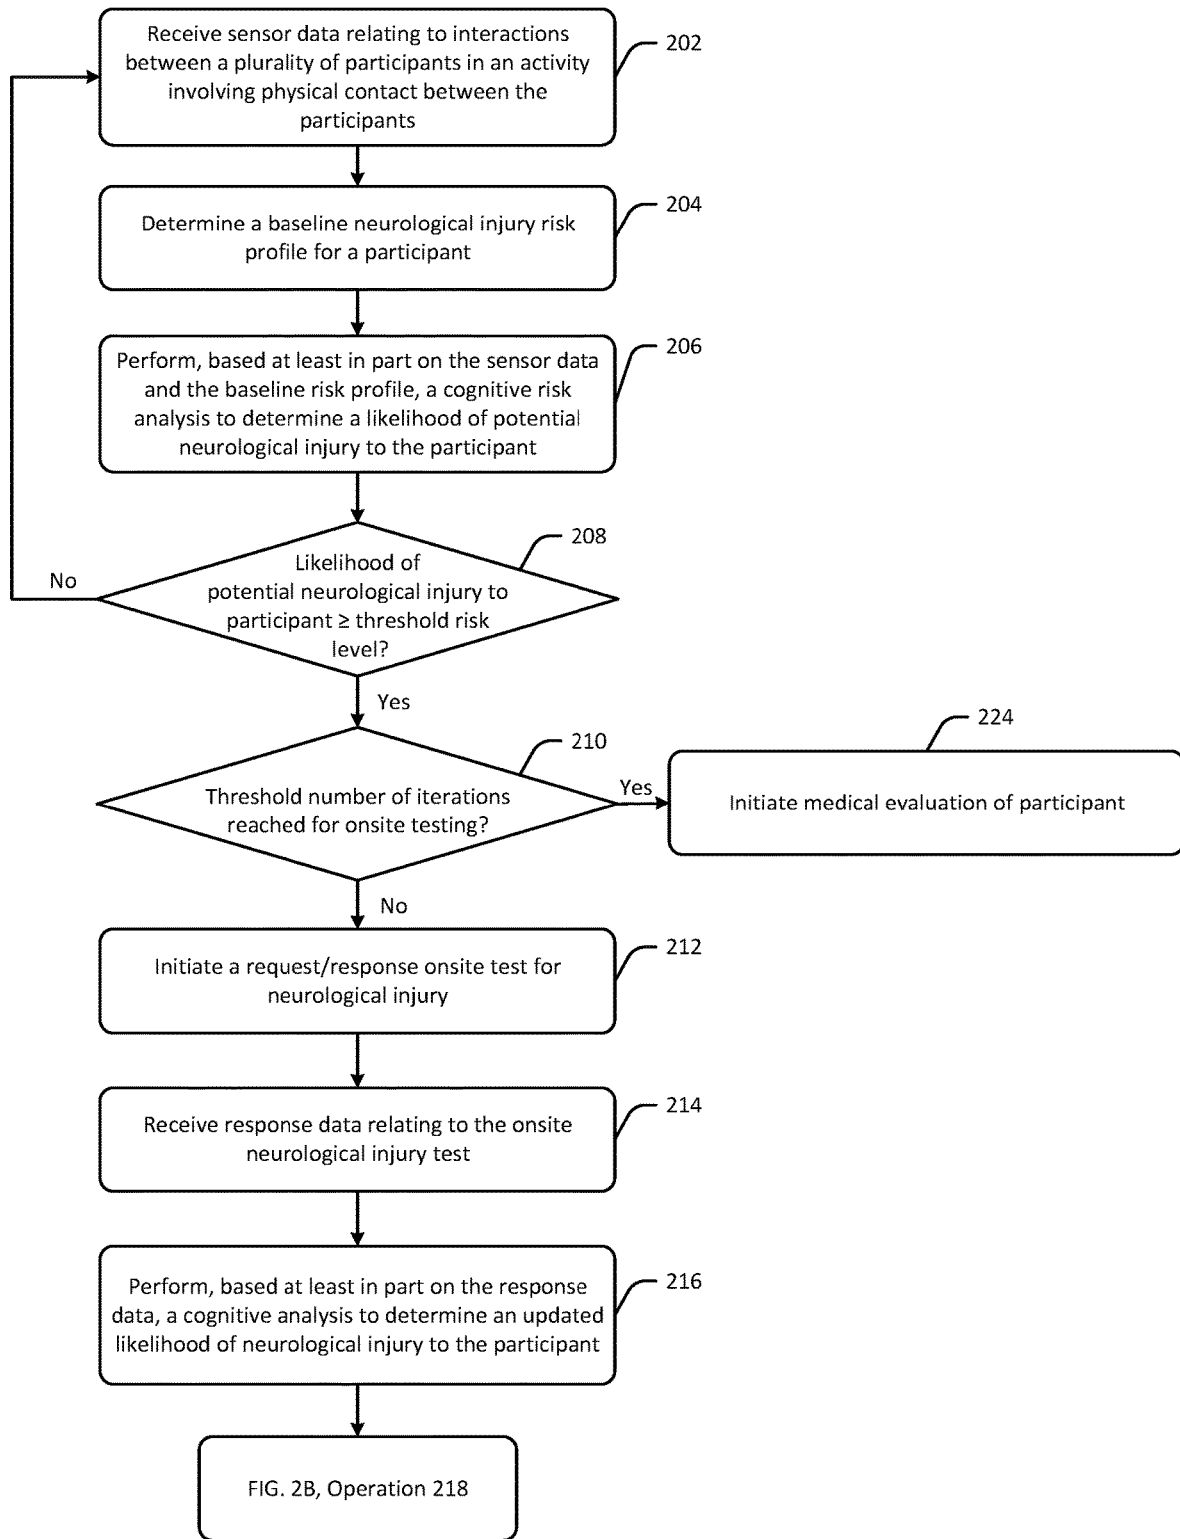 Receive sensor data relating to interactions
between a plurality of participants in an activity
involving physical contact between the
participants
202
Determine a baseline neurological injury risk
profile for a participant
204
Perform, based at least in part on the sensor data
and the baseline risk profile, a cognitive risk
analysis to determine a likelihood of potential
neurological injury to the participant
206
Likelihood of
potential neurological injury to
participant ≥ threshold risk
level?
208
No
Yes
Threshold number of iterations
reached for onsite testing?
210
Yes
224
Initiate medical evaluation of participant
No
Initiate a request/response onsite test for
neurological injury
212
Receive response data relating to the onsite
neurological injury test
214
Perform, based at least in part on the response
data, a cognitive analysis to determine an updated
likelihood of neurological injury to the participant
216
FIG. 2B, Operation 218